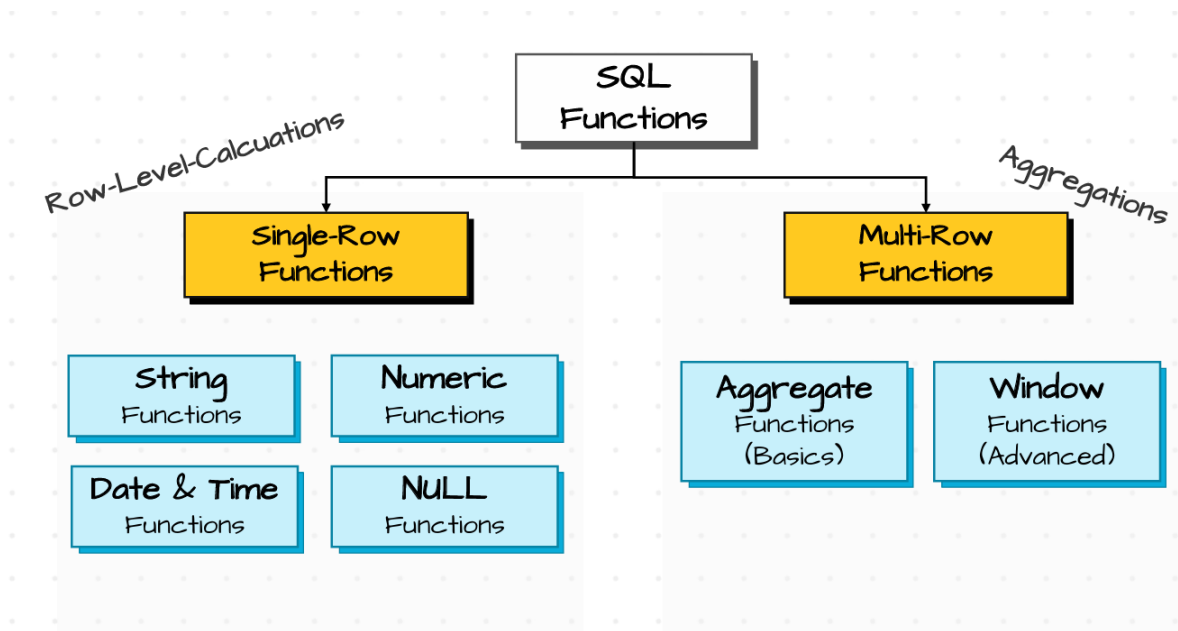 SQL
Functions
Row-Level-Calcuations
Aggregations
Single-Row
Functions
Multi-Row
Functions
String
Functions
Numeric
Functions
Date & Time
Functions
NULL
Functions
Aggregate
Functions
(Basics)
Window
Functions
(Advanced)